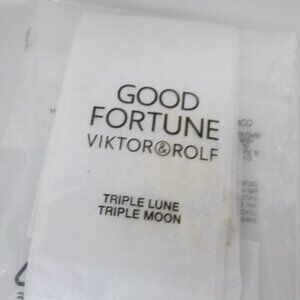 GOOD
FORTUNE
VIKTOR&ROLF
TRIPLE LUNE
TRIPLE MOON